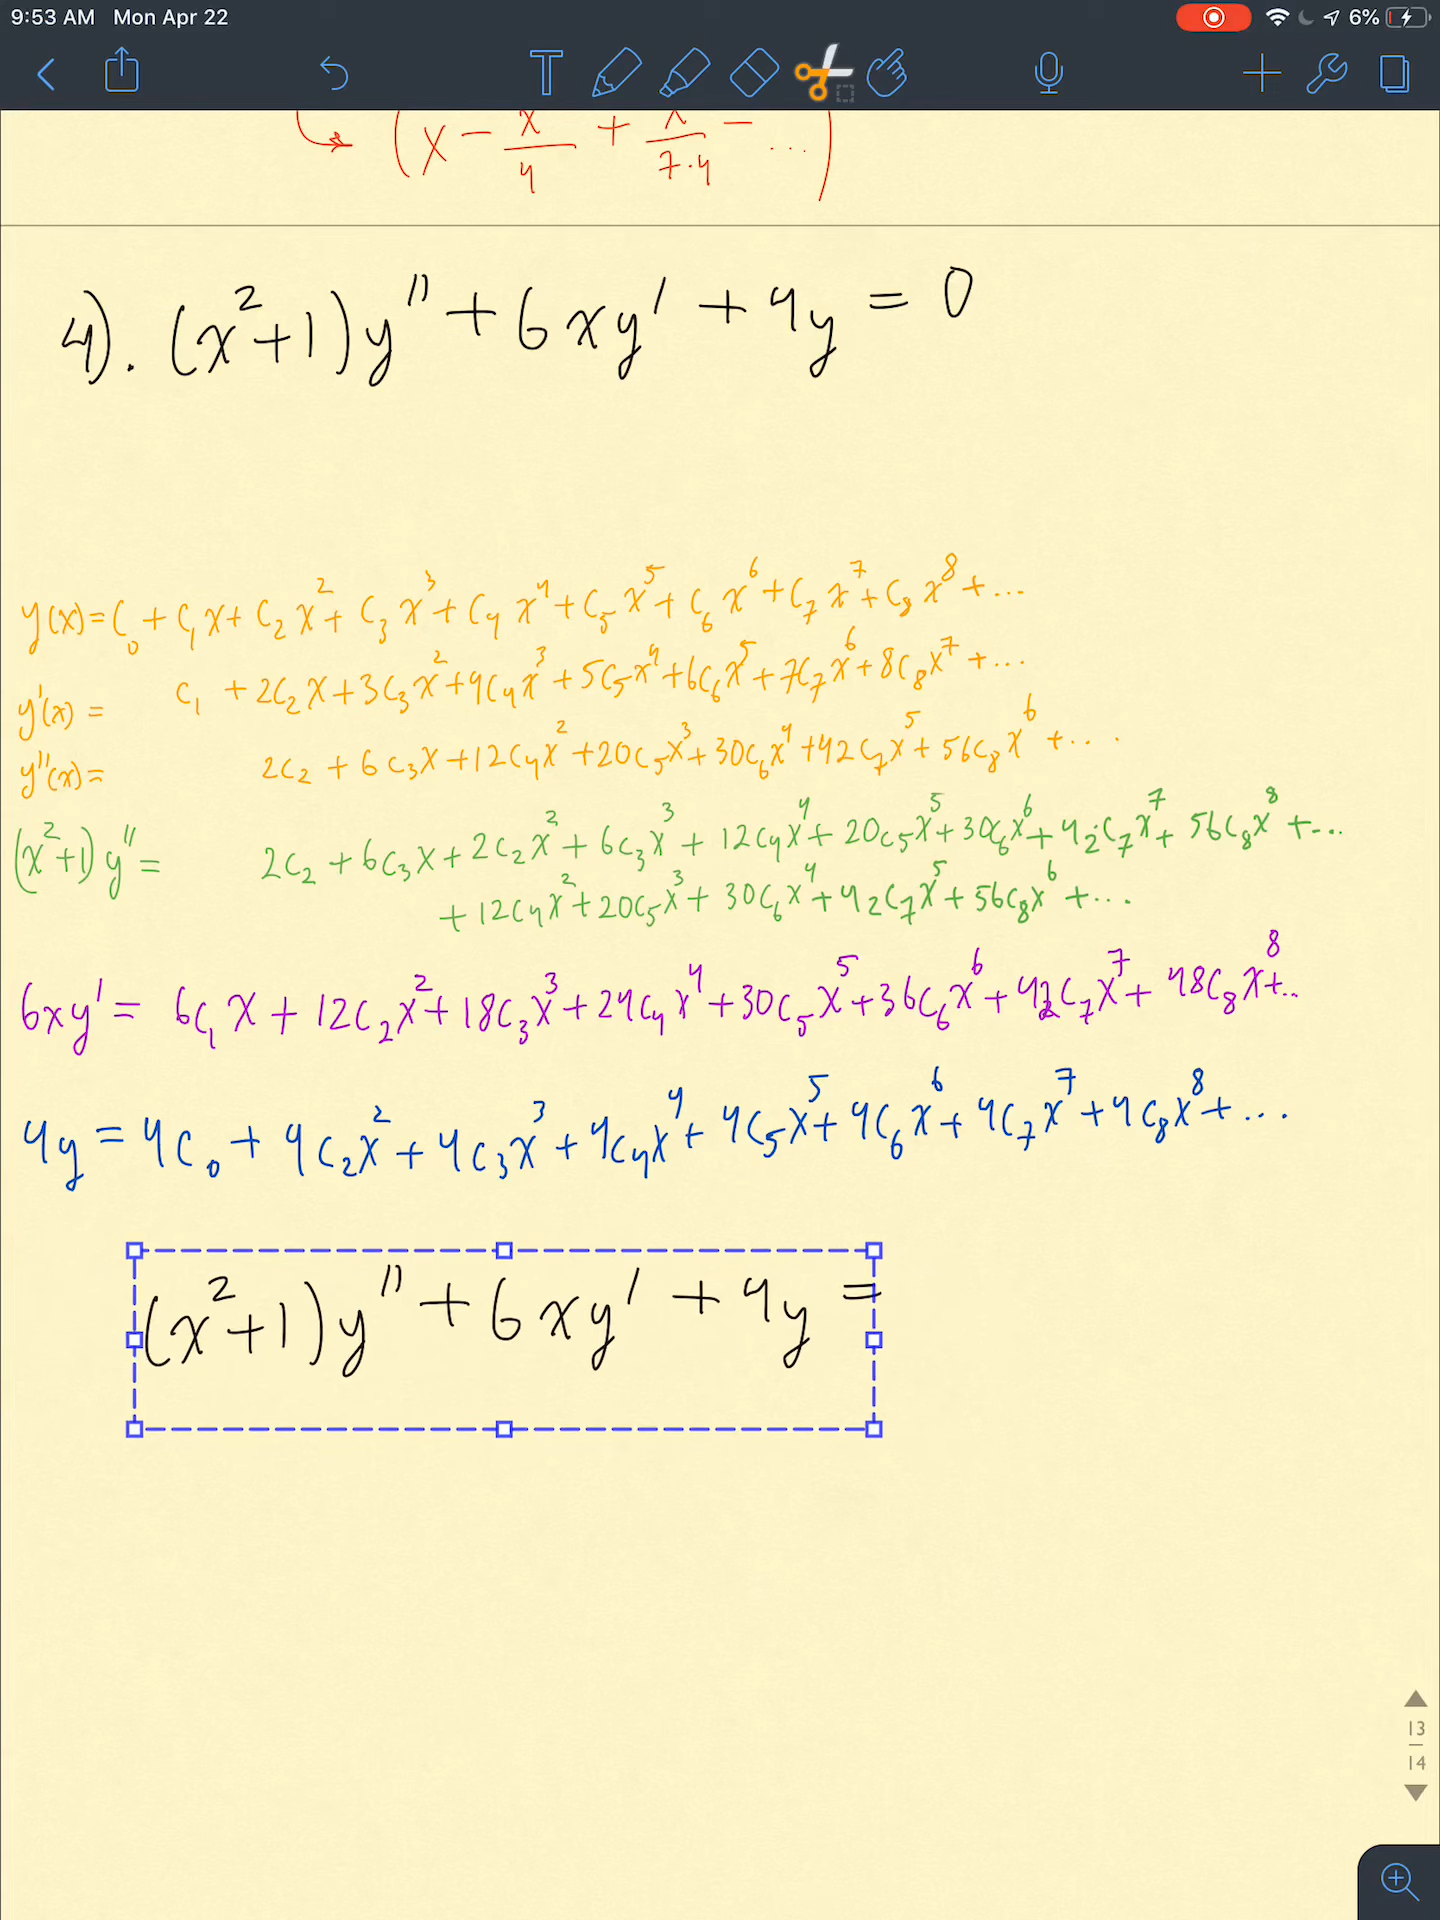 9:53 AM Mon Apr 22 6%
T
(x - x/4 + x/7·4 - ...)
4). (x²+1)y'' + 6xy' + 4y = 0
y(x) = C₀ + C₁x + C₂x² + C₃x³ + C₄x⁴ + C₅x⁵ + C₆x⁶ + C₇x⁷ + C₈x⁸ + ...
y'(x) = C₁ + 2C₂x + 3C₃x² + 4C₄x³ + 5C₅x⁴ + 6C₆x⁵ + 7C₇x⁶ + 8C₈x⁷ + ...
y''(x) = 2C₂ + 6C₃x + 12C₄x² + 20C₅x³ + 30C₆x⁴ + 42C₇x⁵ + 56C₈x⁶ + ...
(x²+1)y'' = 2C₂ + 6C₃x + 2C₂x² + 6C₃x³ + 12C₄x⁴ + 20C₅x⁵ + 30C₆x⁶ + 42C₇x⁷ + 56C₈x⁸ + ...
+ 12C₄x² + 20C₅x³ + 30C₆x⁴ + 42C₇x⁵ + 56C₈x⁶ + ...
6xy' = 6C₁x + 12C₂x² + 18C₃x³ + 24C₄x⁴ + 30C₅x⁵ + 36C₆x⁶ + 42C₇x⁷ + 48C₈x⁸ + ..
4y = 4C₀ + 4C₂x² + 4C₃x³ + 4C₄x⁴ + 4C₅x⁵ + 4C₆x⁶ + 4C₇x⁷ + 4C₈x⁸ + ...
(x²+1)y'' + 6xy' + 4y =
13
14